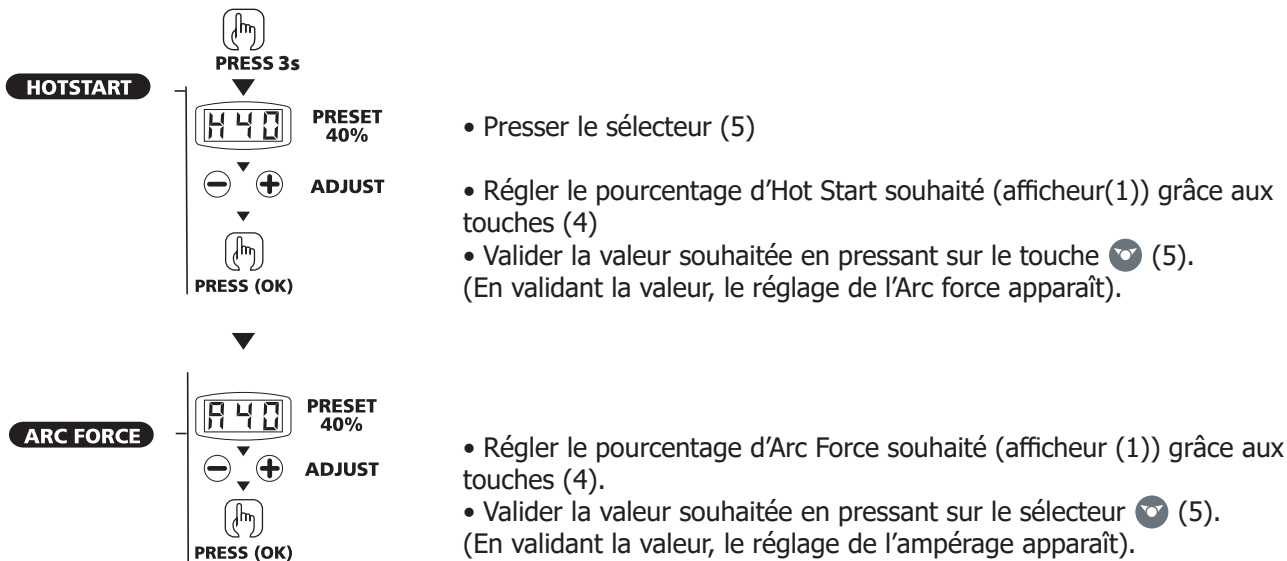 PRESS 3s
HOTSTART
H40
PRESET
40%
ADJUST
PRESS (OK)
• Presser le sélecteur (5)
• Régler le pourcentage d’Hot Start souhaité (afficheur(1)) grâce aux
touches (4)
• Valider la valeur souhaitée en pressant sur le touche (5).
(En validant la valeur, le réglage de l’Arc force apparaît).
ARC FORCE
A40
PRESET
40%
ADJUST
PRESS (OK)
• Régler le pourcentage d’Arc Force souhaité (afficheur (1)) grâce aux
touches (4).
• Valider la valeur souhaitée en pressant sur le sélecteur (5).
(En validant la valeur, le réglage de l’ampérage apparaît).